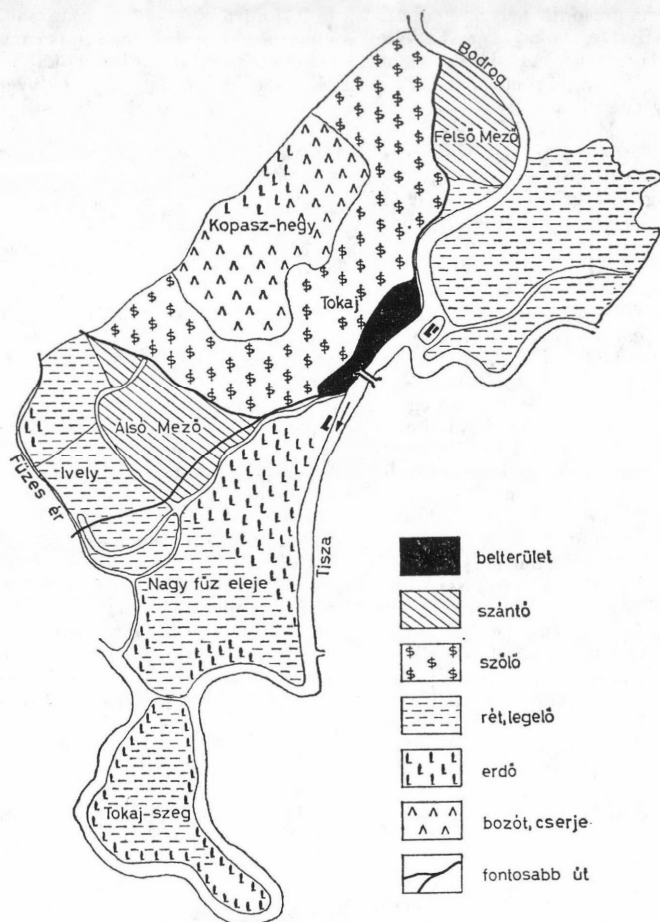 Bodrog
Felső Mező
Kopasz-hegy
Tokaj
Alsó Mező
Ively
Füzes ér
Nagy fűz eleje
Tisza
Tokaj-szeg
belterület
szántó
szőlő
rét, legelő
erdő
bozót, cserje
fontosabb út